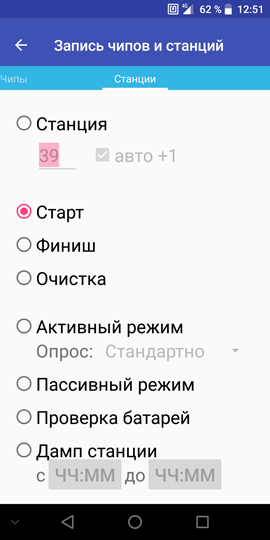 4G 62 % 12:51
Запись чипов и станций
Чипы Станции
Станция
39 авто +1
Старт
Финиш
Очистка
Активный режим
Опрос: Стандартно
Пассивный режим
Проверка батарей
Дамп станции
с ЧЧ:ММ до ЧЧ:ММ